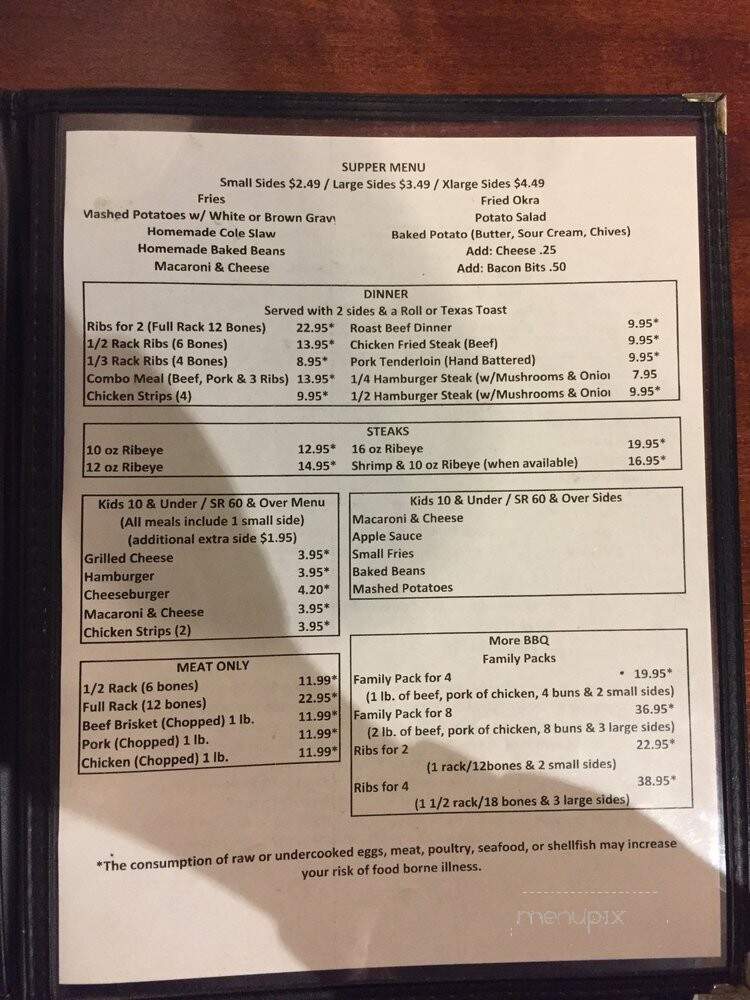 SUPPER MENU
Small Sides $2.49 / Large Sides $3.49 / Xlarge Sides $4.49
Fries
Mashed Potatoes w/ White or Brown Gravy
Homemade Cole Slaw
Homemade Baked Beans
Macaroni & Cheese
Fried Okra
Potato Salad
Baked Potato (Butter, Sour Cream, Chives)
Add: Cheese .25
Add: Bacon Bits .50
DINNER
Served with 2 sides & a Roll or Texas Toast
Ribs for 2 (Full Rack 12 Bones) 22.95*
1/2 Rack Ribs (6 Bones) 13.95*
1/3 Rack Ribs (4 Bones) 8.95*
Combo Meal (Beef, Pork & 3 Ribs) 13.95*
Chicken Strips (4) 9.95*
Roast Beef Dinner 9.95*
Chicken Fried Steak (Beef) 9.95*
Pork Tenderloin (Hand Battered) 9.95*
1/4 Hamburger Steak (w/Mushrooms & Onion 7.95
1/2 Hamburger Steak (w/Mushrooms & Onion 9.95*
STEAKS
10 oz Ribeye 12.95*
12 oz Ribeye 14.95*
16 oz Ribeye 19.95*
Shrimp & 10 oz Ribeye (when available) 16.95*
Kids 10 & Under / SR 60 & Over Menu
(All meals include 1 small side)
(additional extra side $1.95)
Grilled Cheese 3.95*
Hamburger 3.95*
Cheeseburger 4.20*
Macaroni & Cheese 3.95*
Chicken Strips (2) 3.95*
Kids 10 & Under / SR 60 & Over Sides
Macaroni & Cheese
Apple Sauce
Small Fries
Baked Beans
Mashed Potatoes
MEAT ONLY
1/2 Rack (6 bones) 11.99*
Full Rack (12 bones) 22.95*
Beef Brisket (Chopped) 1 lb. 11.99*
Pork (Chopped) 1 lb. 11.99*
Chicken (Chopped) 1 lb. 11.99*
More BBQ
Family Packs
Family Pack for 4 19.95*
(1 lb. of beef, pork of chicken, 4 buns & 2 small sides)
Family Pack for 8 36.95*
(2 lb. of beef, pork of chicken, 8 buns & 3 large sides)
Ribs for 2 22.95*
(1 rack/12bones & 2 small sides)
Ribs for 4 38.95*
(1 1/2 rack/18 bones & 3 large sides)
*The consumption of raw or undercooked eggs, meat, poultry, seafood, or shellfish may increase
your risk of food borne illness.
menupix